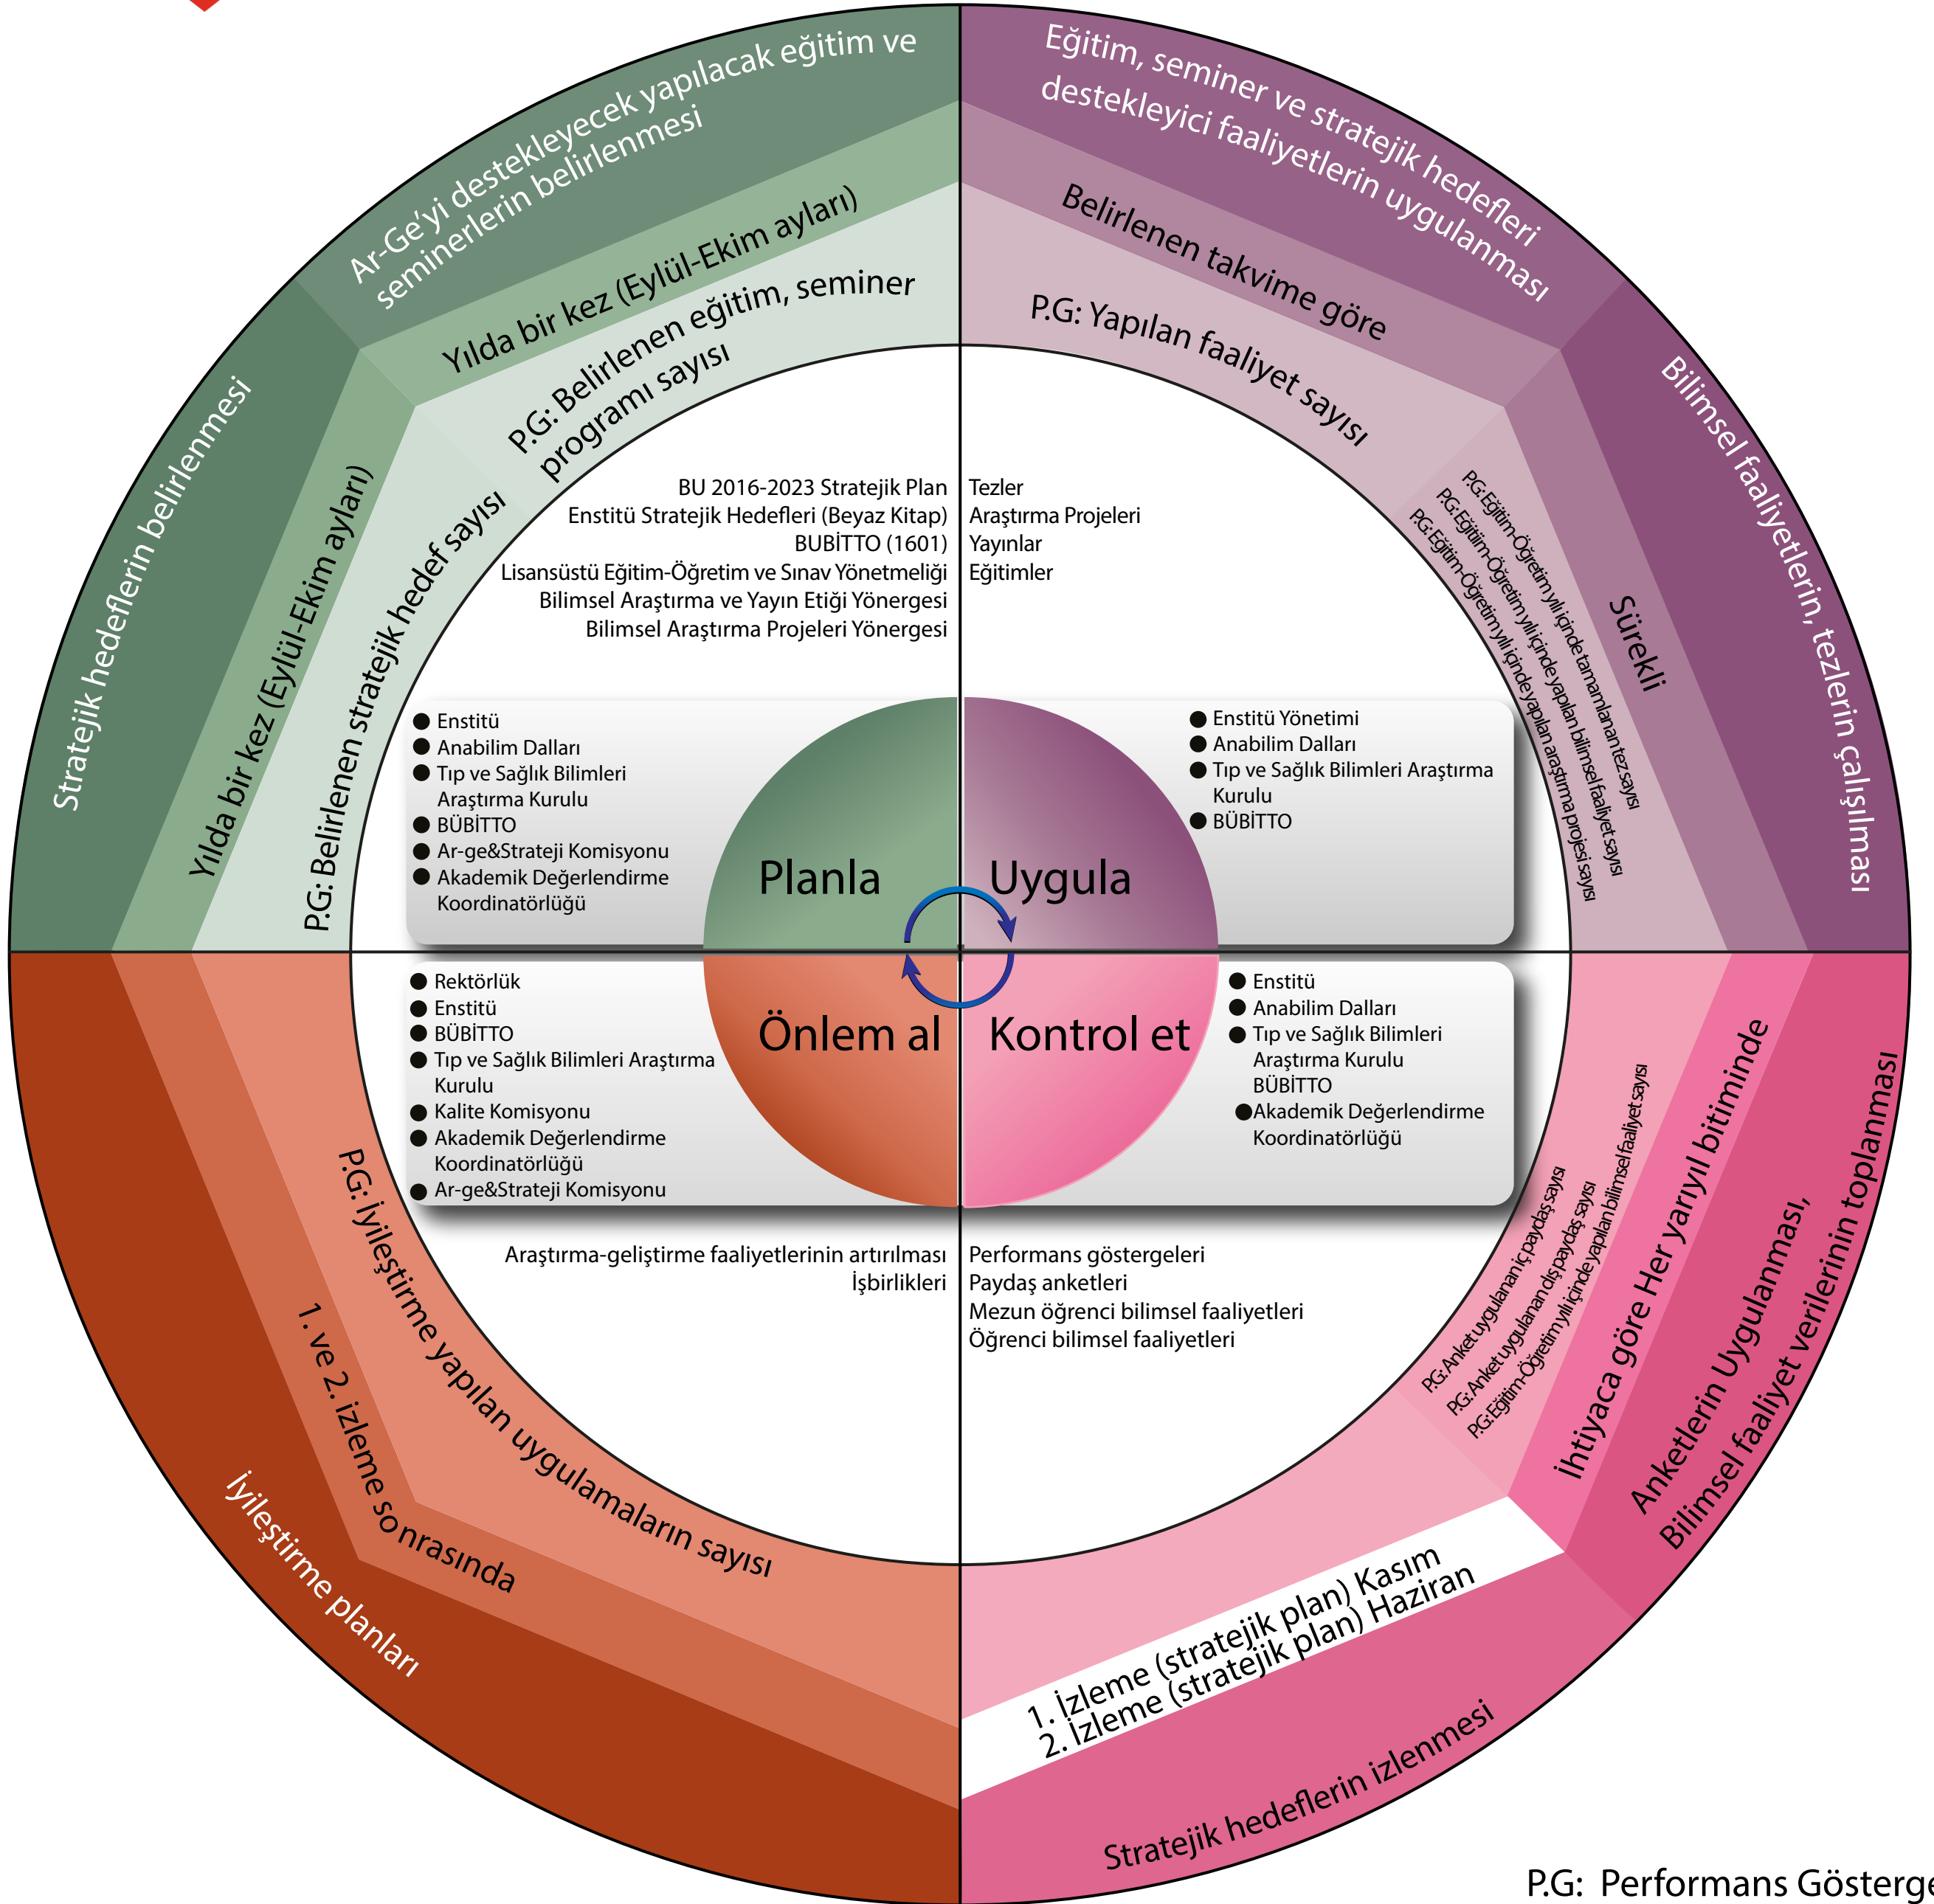 Ar-Ge'yi destekleyecek yapılacak eğitim ve
seminerlerin belirlenmesi
Yılda bir kez (Eylül-Ekim ayları)
P.G: Belirlenen eğitim, seminer
programı sayısı
Stratejik hedeflerin belirlenmesi
Yılda bir kez (Eylül-Ekim ayları)
P.G: Belirlenen stratejik hedef sayısı
BU 2016-2023 Stratejik Plan
Enstitü Stratejik Hedefleri (Beyaz Kitap)
BUBİTTO (1601)
Lisansüstü Eğitim-Öğretim ve Sınav Yönetmeliği
Bilimsel Araştırma ve Yayın Etiği Yönergesi
Bilimsel Araştırma Projeleri Yönergesi
● Enstitü
● Anabilim Dalları
● Tıp ve Sağlık Bilimleri
Araştırma Kurulu
● BÜBİTTO
● Ar-ge&Strateji Komisyonu
● Akademik Değerlendirme
Koordinatörlüğü
Planla
Eğitim, seminer ve stratejik hedefleri
destekleyici faaliyetlerin uygulanması
Belirlenen takvime göre
P.G: Yapılan faaliyet sayısı
Bilimsel faaliyetlerin, tezlerin çalışılması
Sürekli
P.G: Eğitim-Öğretim yılı içinde tamamlanan tez sayısı
P.G: Eğitiim-Öğretim yılı içinde yapılan bilimsel faaliyet sayısı
P.G: Eğitim-Öğretim yılı içinde yapılan araştırma projesi sayısı
Tezler
Araştırma Projeleri
Yayınlar
Eğitimler
● Enstitü Yönetimi
● Anabilim Dalları
● Tıp ve Sağlık Bilimleri Araştırma
Kurulu
● BÜBİTTO
Uygula
Önlem al
● Rektörlük
● Enstitü
● BÜBİTTO
● Tıp ve Sağlık Bilimleri Araştırma
Kurulu
● Kalite Komisyonu
● Akademik Değerlendirme
Koordinatörlüğü
● Ar-ge&Strateji Komisyonu
Araştırma-geliştirme faaliyetlerinin artırılması
İşbirlikleri
P.G: İyileştirme yapılan uygulamaların sayısı
1. ve 2. izleme sonrasında
İyileştirme planları
Kontrol et
● Enstitü
● Anabilim Dalları
● Tıp ve Sağlık Bilimleri
Araştırma Kurulu
BÜBİTTO
●Akademik Değerlendirme
Koordinatörlüğü
Performans göstergeleri
Paydaş anketleri
Mezun öğrenci bilimsel faaliyetleri
Öğrenci bilimsel faaliyetleri
P.G: Anket uygulanan iç paydaş sayısı
P.G: Anket uygulanan dış paydaş sayısı
P.G: Eğitim-Öğretim yılı içinde yapılan bilimsel faaliyet sayısı
İhtiyaca göre Her yarıyıl bitiminde
Anketlerin Uygulanması,
Bilimsel faaliyet verilerinin toplanması
1. İzleme (stratejik plan) Kasım
2. İzleme (stratejik plan) Haziran
Stratejik hedeflerin izlenmesi
P.G: Performans Gösterge